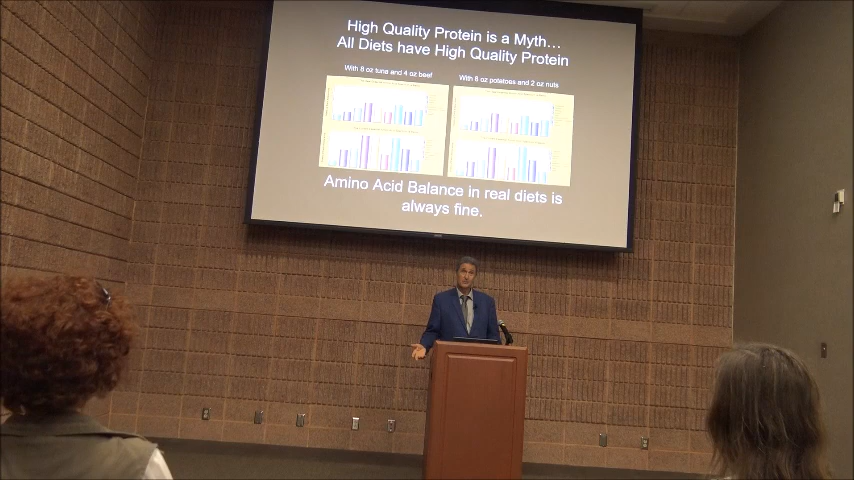 High Quality Protein is a Myth...
All Diets have High Quality Protein
With 8 oz tuna and 4 oz beef
With 6 oz potatoes and 2 oz nuts
Amino Acid Balance in real diets is
always fine.